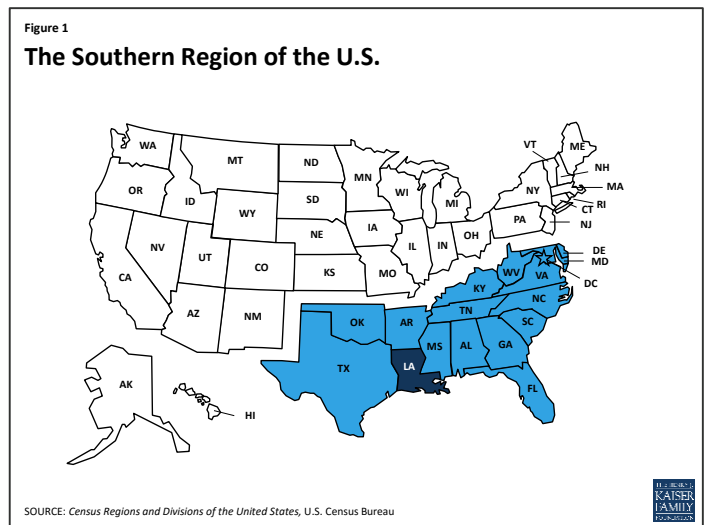 Figure 1
The Southern Region of the U.S.
WA
MT
ND
MN
VT
ME
NH
OR
ID
SD
WI
MI
NY
MA
RI
CT
WY
IA
PA
NJ
NV
NE
IL
IN
OH
UT
CO
KS
MO
DE
MD
DC
CA
WV
VA
KY
NC
AZ
NM
OK
AR
TN
SC
MS
AL
GA
TX
LA
FL
AK
HI
SOURCE: Census Regions and Divisions of the United States, U.S. Census Bureau
THE HENRY J.
KAISER
FAMILY
FOUNDATION